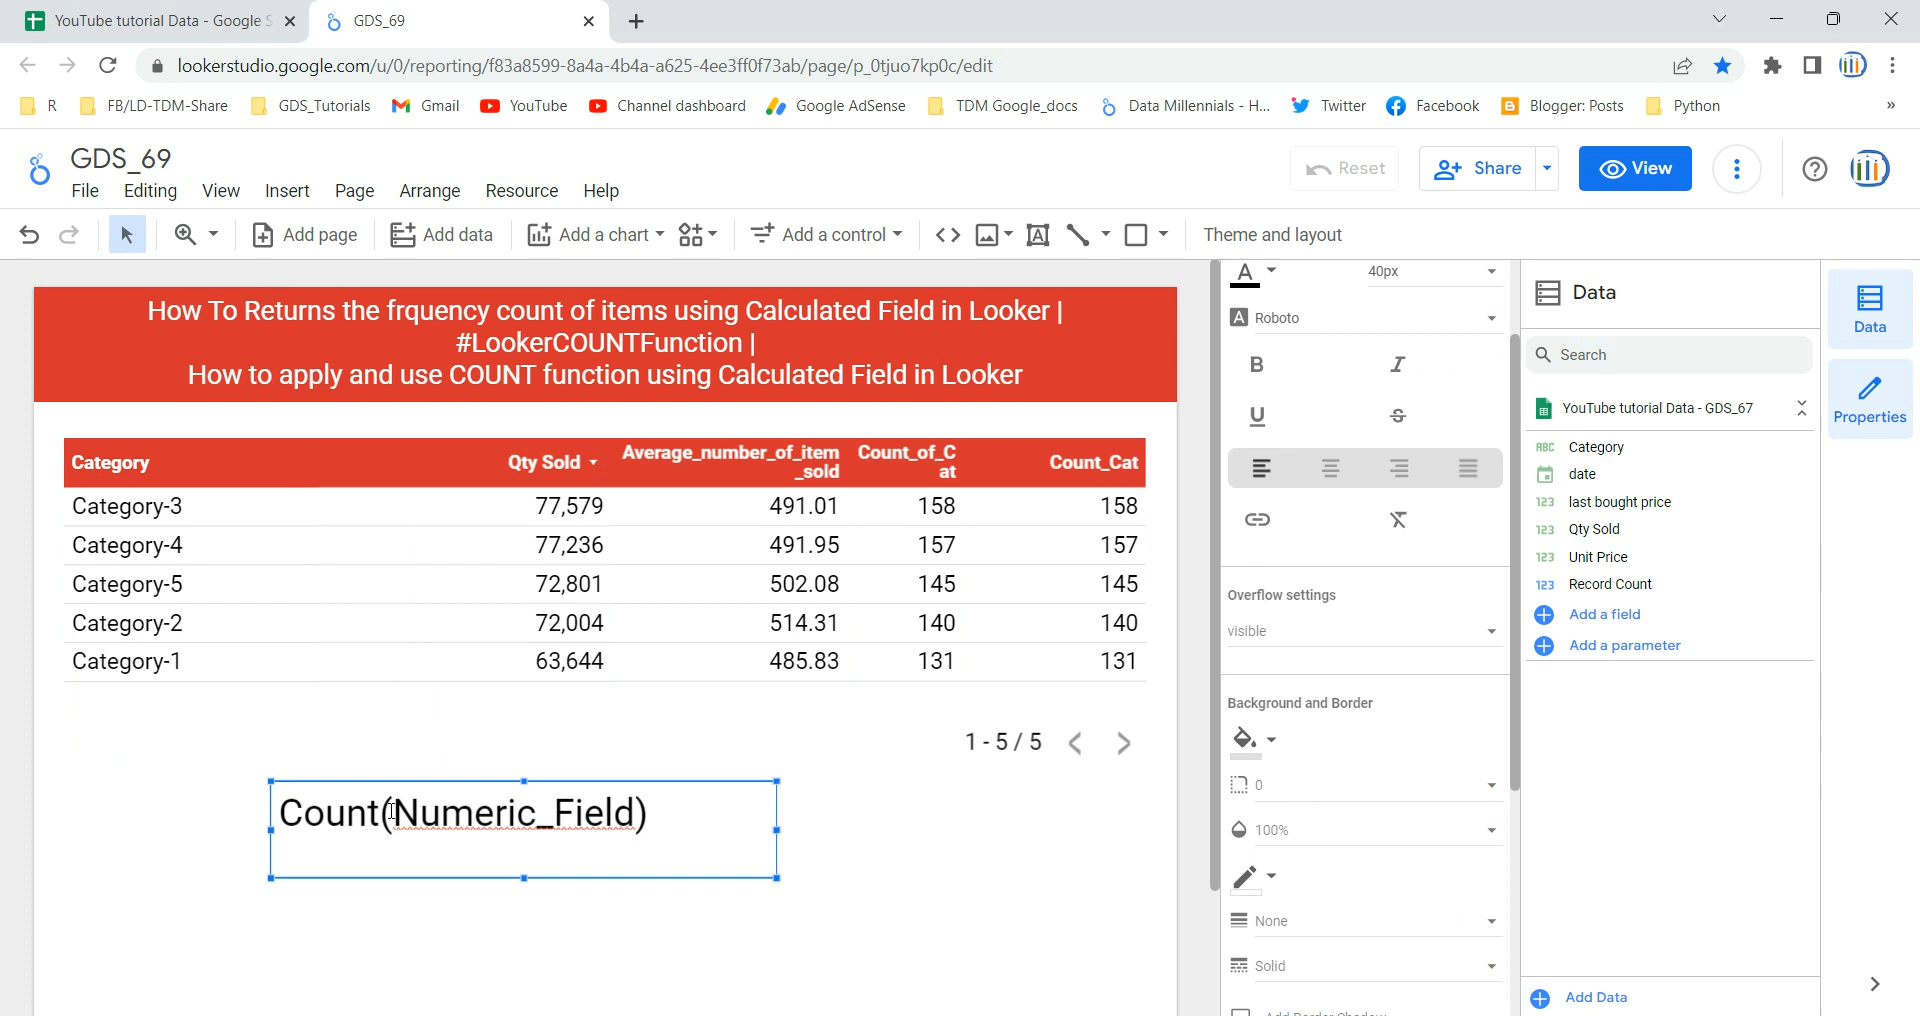 YouTube tutorial Data - Google S
GDS_69
lookerstudio.google.com/u/0/reporting/f83a8599-8a4a-4b4a-a625-4ee3ff0f73ab/page/p_0tjuo7kp0c/edit
R FB/LD-TDM-Share GDS_Tutorials Gmail YouTube Channel dashboard Google AdSense TDM Google_docs Data Millennials - H... Twitter Facebook Blogger: Posts Python »
GDS_69
Reset Share View
File Editing View Insert Page Arrange Resource Help
Add page Add data Add a chart Add a control Theme and layout
How To Returns the frquency count of items using Calculated Field in Looker |
#LookerCOUNTFunction |
How to apply and use COUNT function using Calculated Field in Looker
Category Qty Sold Average_number_of_item_sold Count_of_Cat Count_Cat
Category-3 77,579 491.01 158 158
Category-4 77,236 491.95 157 157
Category-5 72,801 502.08 145 145
Category-2 72,004 514.31 140 140
Category-1 63,644 485.83 131 131
1 - 5 / 5
Count(Numeric_Field)
A 40px
A Roboto
B I
U S
Overflow settings
visible
Background and Border
0
100%
None
Solid
Data
Search
YouTube tutorial Data - GDS_67
ABC Category
date
123 last bought price
123 Qty Sold
123 Unit Price
123 Record Count
Add a field
Add a parameter
Add Data
Data
Properties